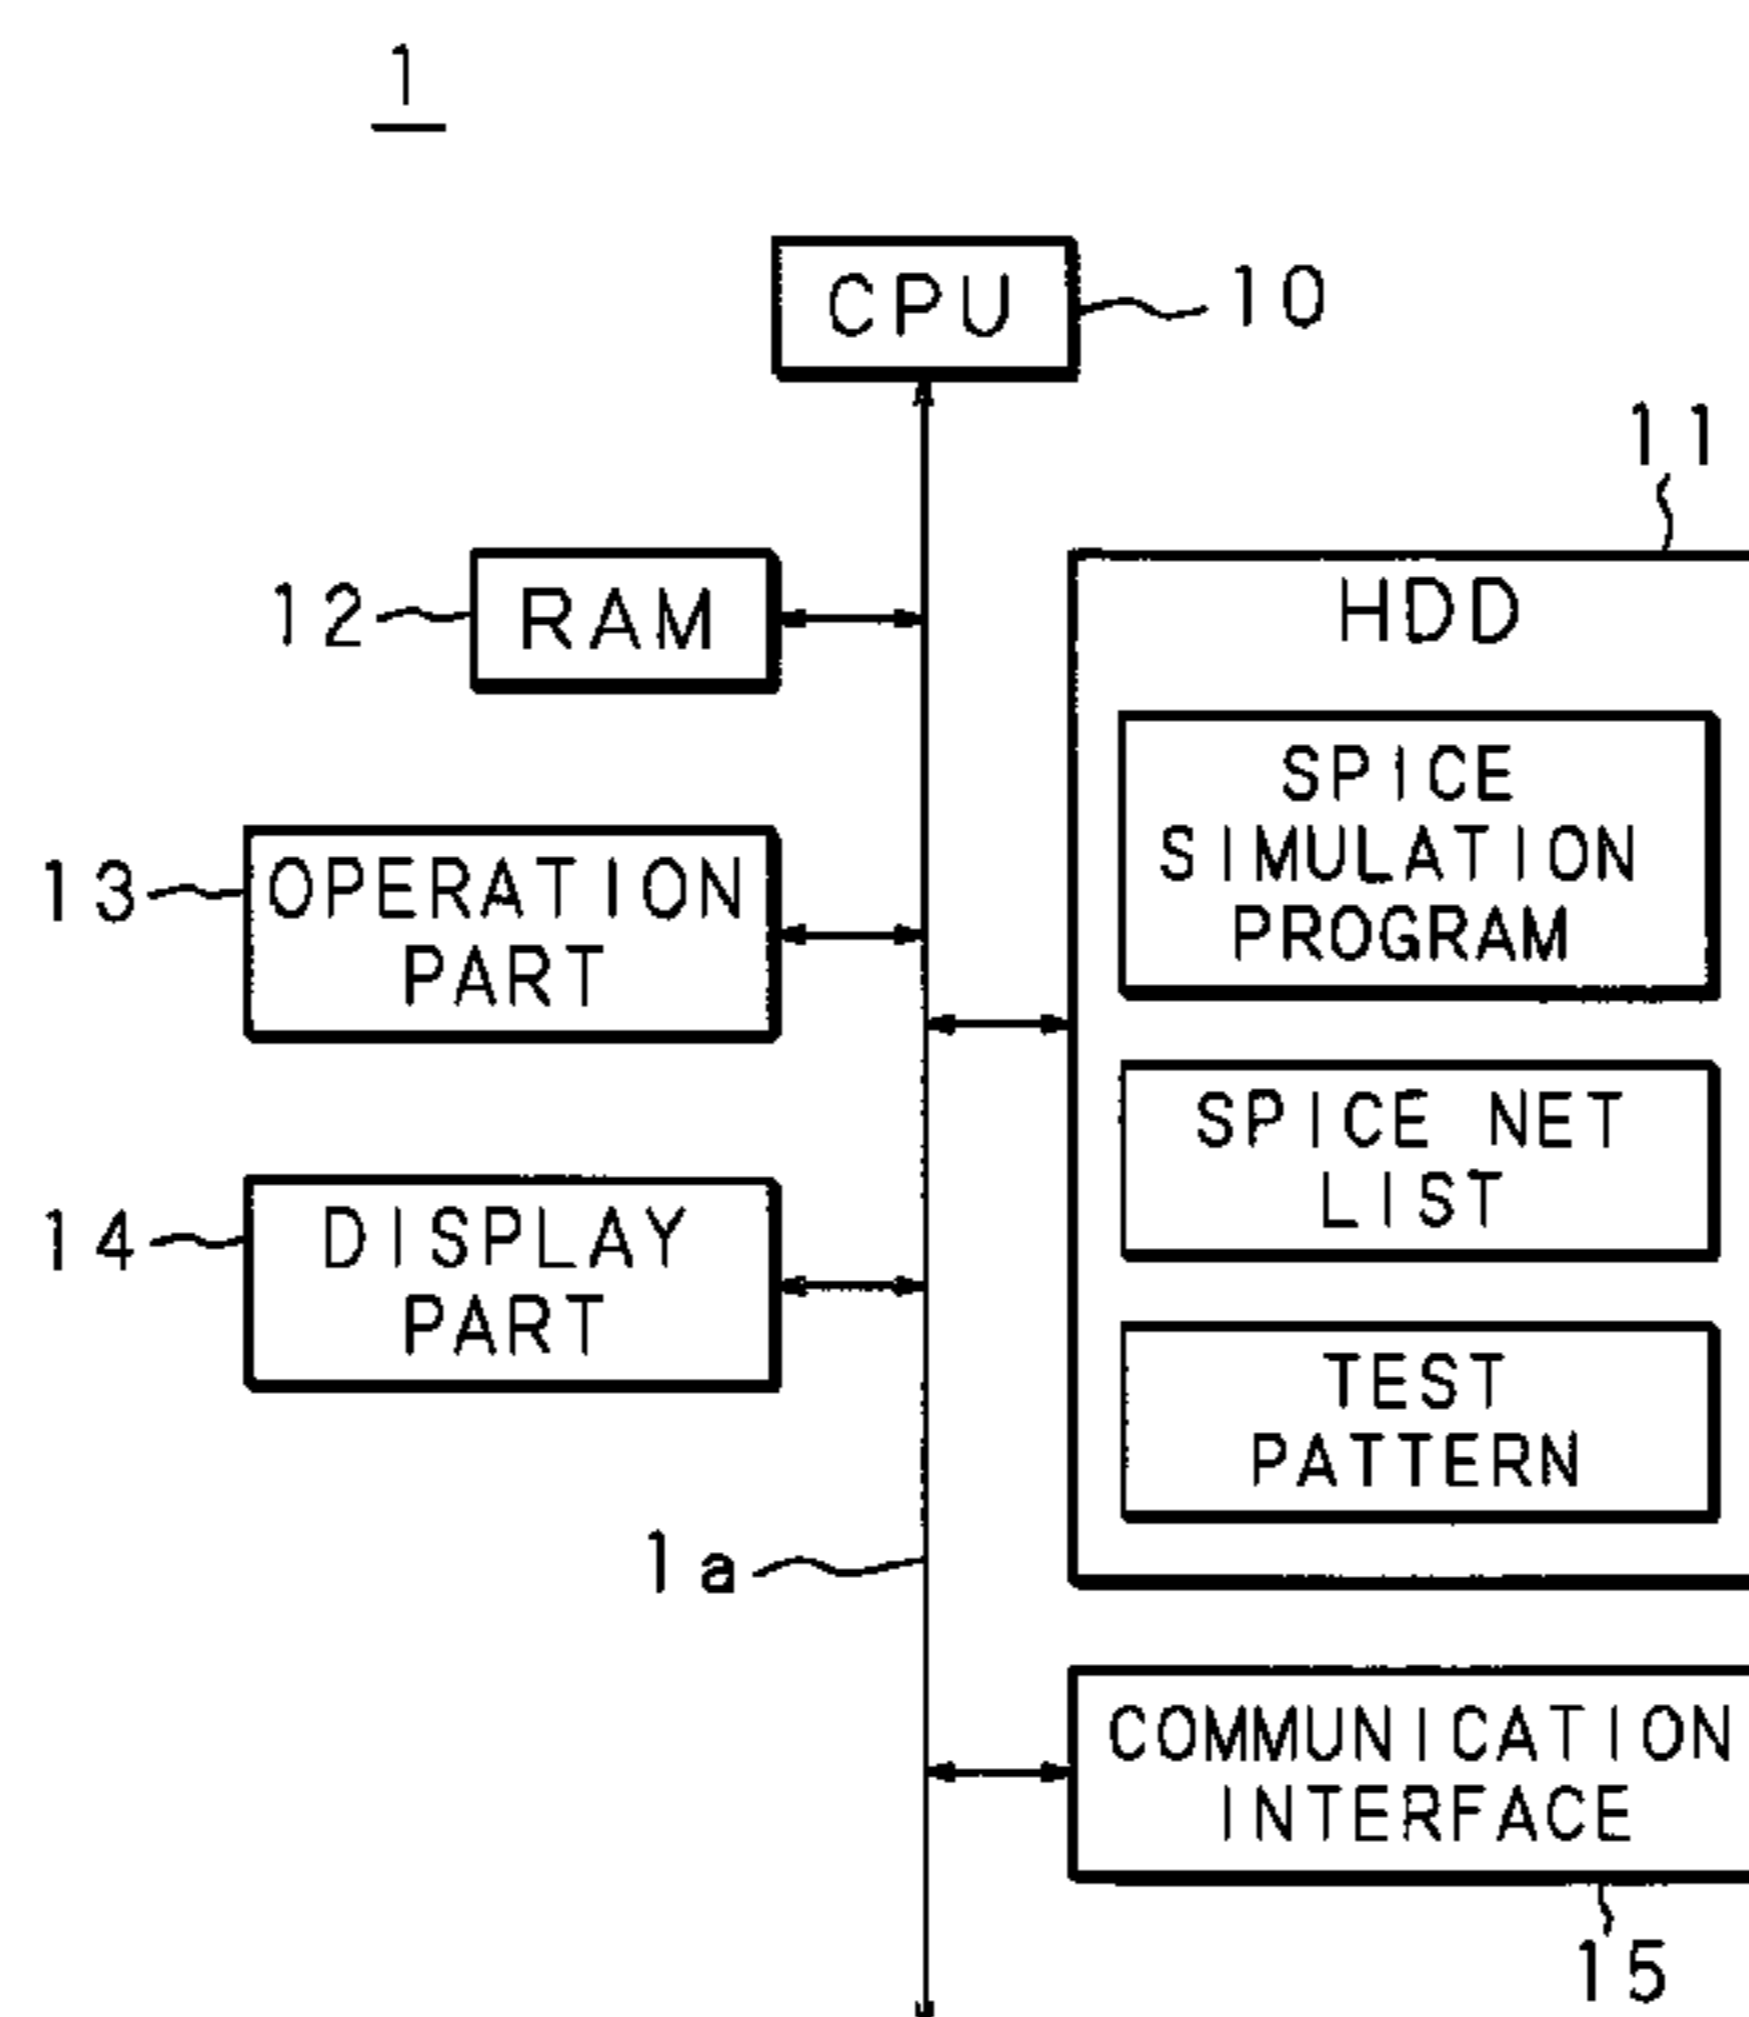 1
CPU
10
11
12
RAM
HDD
SPICE
SIMULATION
PROGRAM
13
OPERATION
PART
SPICE NET
LIST
14
DISPLAY
PART
TEST
PATTERN
1a
COMMUNICATION
INTERFACE
15